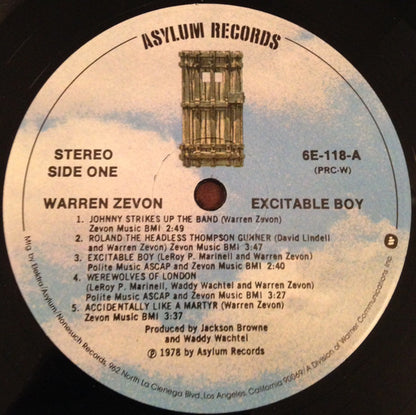 ASYLUM RECORDS®
STEREO
SIDE ONE
6E-118-A
(PRC-W)
WARREN ZEVON
EXCITABLE BOY
1. JOHNNY STRIKES UP THE BAND (Warren Zevon)
Zevon Music BMI 2:49
2. ROLAND THE HEADLESS THOMPSON GUNNER (David Lindell
and Warren Zevon) Zevon Music BMI 3:47
3. EXCITABLE BOY (LeRoy P. Marinell and Warren Zevon)
Polite Music ASCAP and Zevon Music BMI 2:40
4. WEREWOLVES OF LONDON
(LeRoy P. Marinell, Waddy Wachtel and Warren Zevon)
Polite Music ASCAP and Zevon Music BMI 3:27
5. ACCIDENTALLY LIKE A MARTYR (Warren Zevon)
Zevon Music BMI 3:37
Produced by Jackson Browne
and Waddy Wachtel
℗ 1978 by Asylum Records
Mfg. by Elektra/Asylum/Nonesuch Records, 962 North La Cienega Blvd., Los Angeles, California 90069/A Division of Warner Communications Inc.